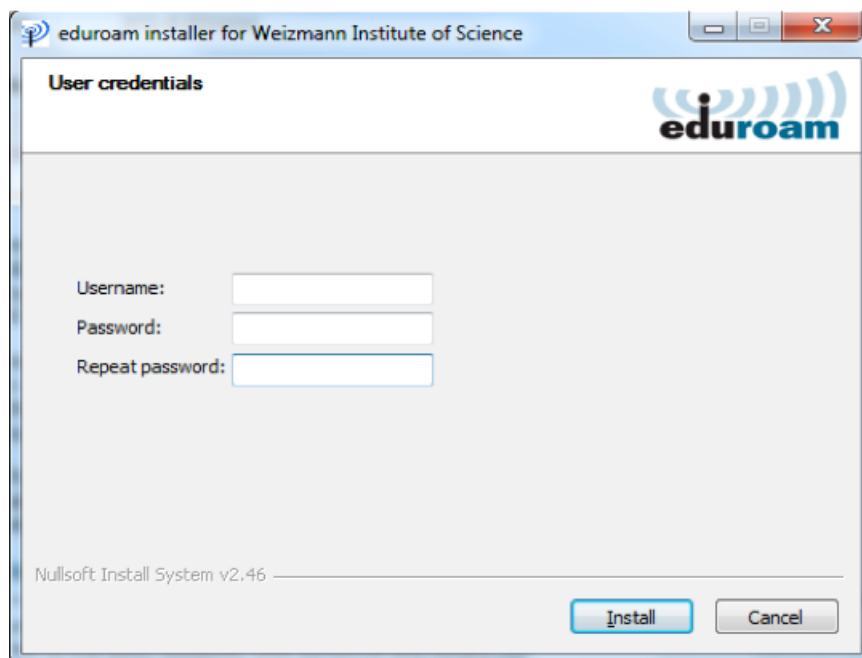 eduroam installer for Weizmann Institute of Science
User credentials
eduroam
Username:
Password:
Repeat password:
Nullsoft Install System v2.46
Install
Cancel